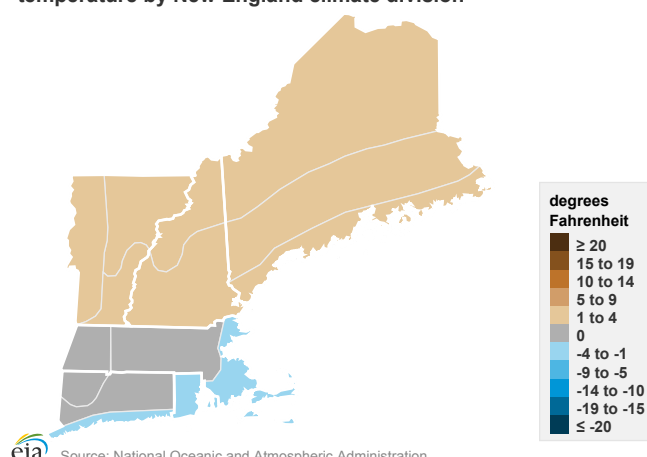 temperature by New England climate division
degrees
Fahrenheit
≥ 20
15 to 19
10 to 14
5 to 9
1 to 4
0
-4 to -1
-9 to -5
-14 to -10
-19 to -15
≤ -20
eia Source: National Oceanic and Atmospheric Administration